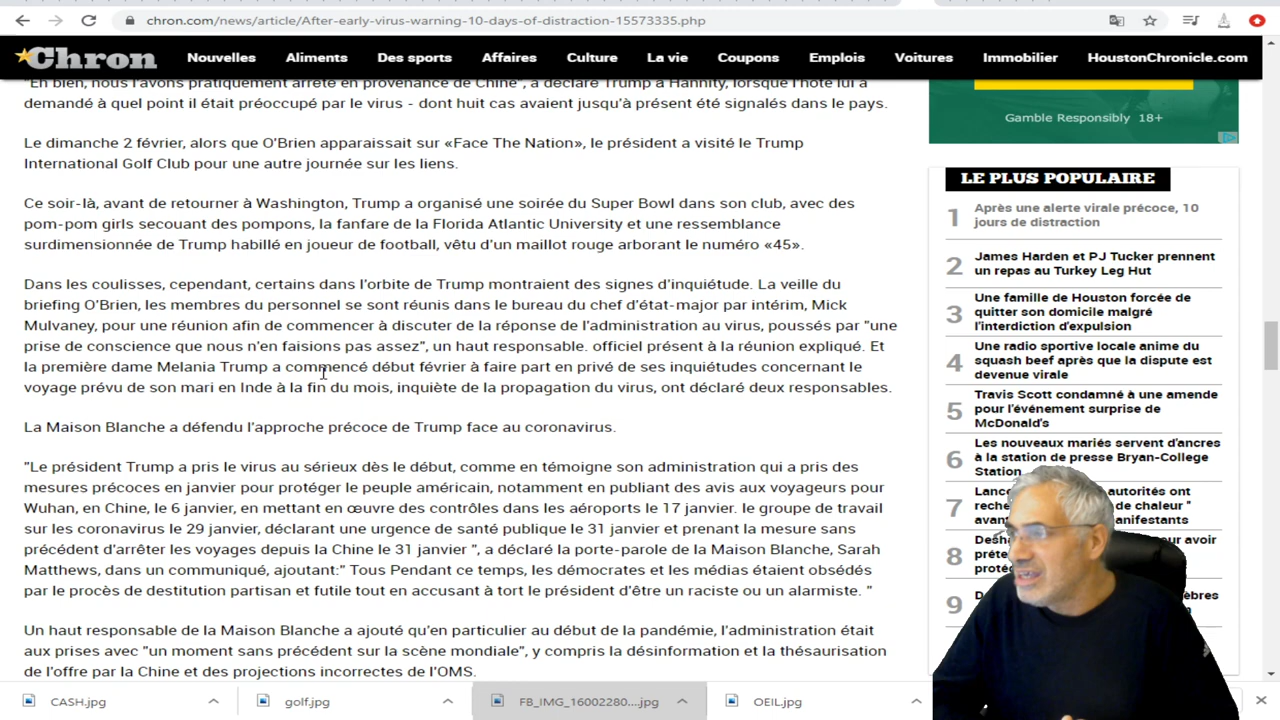 chron.com/news/article/After-early-virus-warning-10-days-of-distraction-15573335.php
Chron
Nouvelles Aliments Des sports Affaires Culture La vie Coupons Emplois Voitures Immobilier HoustonChronicle.com
"En bien, nous l'avons pratiquement arrêté en provenance de Chine", a déclaré Trump à Hannity, lorsque l'hôte lui a
demandé à quel point il était préoccupé par le virus - dont huit cas avaient jusqu'à présent été signalés dans le pays.
Le dimanche 2 février, alors que O'Brien apparaissait sur «Face The Nation», le président a visité le Trump
International Golf Club pour une autre journée sur les liens.
Ce soir-là, avant de retourner à Washington, Trump a organisé une soirée du Super Bowl dans son club, avec des
pom-pom girls secouant des pompons, la fanfare de la Florida Atlantic University et une ressemblance
surdimensionnée de Trump habillé en joueur de football, vêtu d'un maillot rouge arborant le numéro «45».
Dans les coulisses, cependant, certains dans l'orbite de Trump montraient des signes d'inquiétude. La veille du
briefing O'Brien, les membres du personnel se sont réunis dans le bureau du chef d'état-major par intérim, Mick
Mulvaney, pour une réunion afin de commencer à discuter de la réponse de l'administration au virus, poussés par "une
prise de conscience que nous n'en faisions pas assez", un haut responsable. officiel présent à la réunion expliqué. Et
la première dame Melania Trump a commencé début février à faire part en privé de ses inquiétudes concernant le
voyage prévu de son mari en Inde à la fin du mois, inquiète de la propagation du virus, ont déclaré deux responsables.
La Maison Blanche a défendu l'approche précoce de Trump face au coronavirus.
"Le président Trump a pris le virus au sérieux dès le début, comme en témoigne son administration qui a pris des
mesures précoces en janvier pour protéger le peuple américain, notamment en publiant des avis aux voyageurs pour
Wuhan, en Chine, le 6 janvier, en mettant en œuvre des contrôles dans les aéroports le 17 janvier. le groupe de travail
sur les coronavirus le 29 janvier, déclarant une urgence de santé publique le 31 janvier et prenant la mesure sans
précédent d'arrêter les voyages depuis la Chine le 31 janvier ", a déclaré la porte-parole de la Maison Blanche, Sarah
Matthews, dans un communiqué, ajoutant:" Tous Pendant ce temps, les démocrates et les médias étaient obsédés
par le procès de destitution partisan et futile tout en accusant à tort le président d'être un raciste ou un alarmiste. "
Un haut responsable de la Maison Blanche a ajouté qu'en particulier au début de la pandémie, l'administration était
aux prises avec "un moment sans précédent sur la scène mondiale", y compris la désinformation et la thésaurisation
de l'offre par la Chine et des projections incorrectes de l'OMS.
Gamble Responsibly 18+
LE PLUS POPULAIRE
1 Après une alerte virale précoce, 10
jours de distraction
2 James Harden et PJ Tucker prennent
un repas au Turkey Leg Hut
3 Une famille de Houston forcée de
quitter son domicile malgré
l'interdiction d'expulsion
4 Une radio sportive locale anime du
squash beef après que la dispute est
devenue virale
5 Travis Scott condamné à une amende
pour l'événement surprise de
McDonald's
6 Les nouveaux mariés servent d'ancres
à la station de presse Bryan-College
Station
7 autorités ont
de chaleur "
8 pour avoir
9
CASH.jpg golf.jpg FB_IMG_16002280....jpg OEIL.jpg